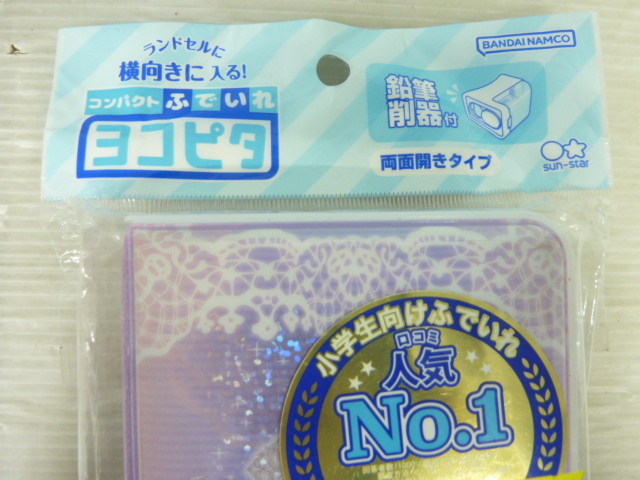 ランドセルに
横向きに入る!
コンパクト ふでいれ
ヨコピタ
BANDAI NAMCO
鉛筆
削器付
両面開きタイプ
sun-star
小学生向けふでいれ
口コミ
人気
No.1